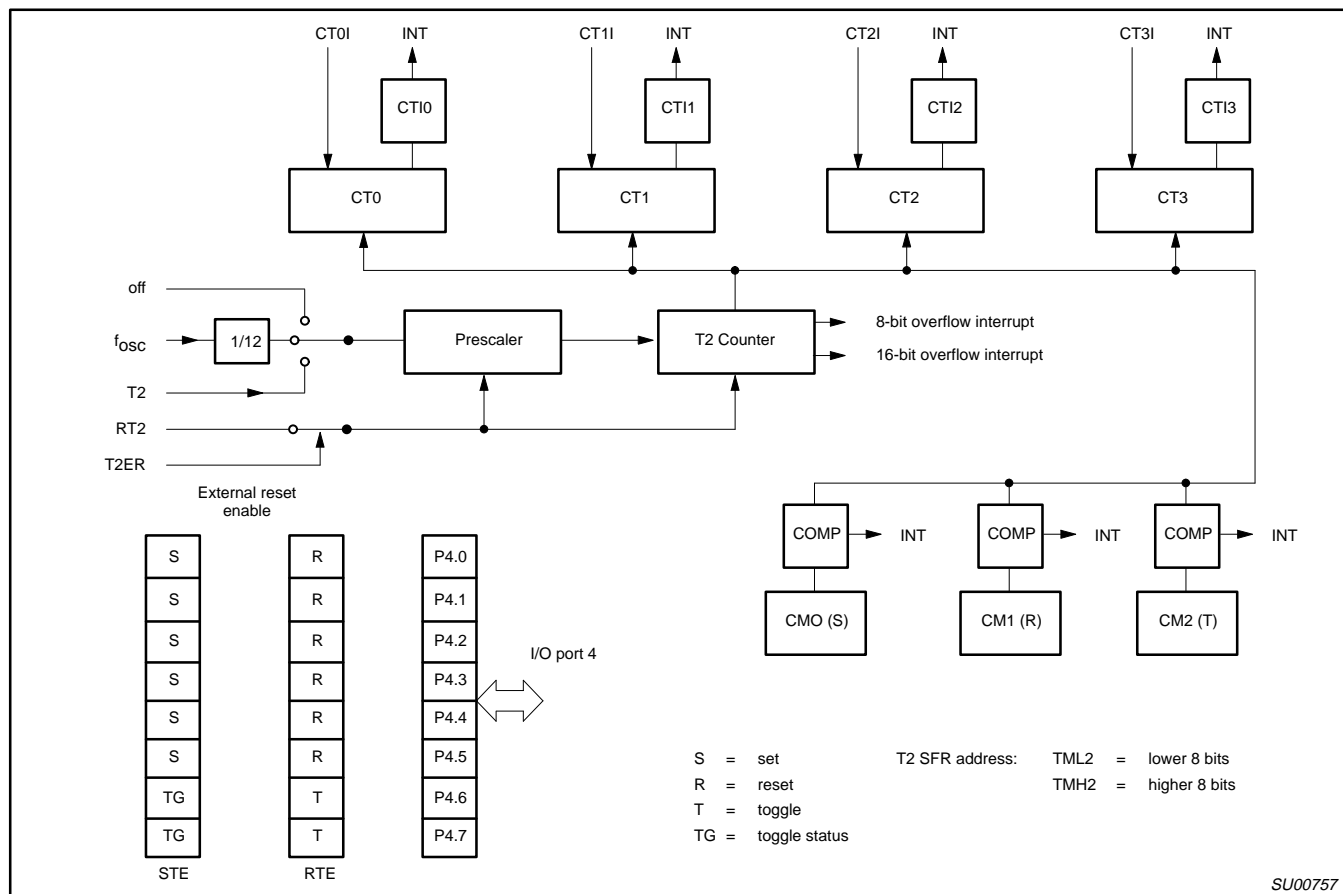 CT0I INT CT1I INT CT2I INT CT3I INT
CTI0 CTI1 CTI2 CTI3
CT0 CT1 CT2 CT3
off
fosc 1/12 Prescaler T2 Counter
8-bit overflow interrupt
16-bit overflow interrupt
T2
RT2
T2ER
External reset
enable
COMP INT COMP INT COMP INT
CMO (S) CM1 (R) CM2 (T)
S R P4.0
S R P4.1
S R P4.2
S R P4.3
S R P4.4
S R P4.5
TG T P4.6
TG T P4.7
STE RTE
I/O port 4
S = set
R = reset
T = toggle
TG = toggle status
T2 SFR address: TML2 = lower 8 bits
TMH2 = higher 8 bits
SU00757